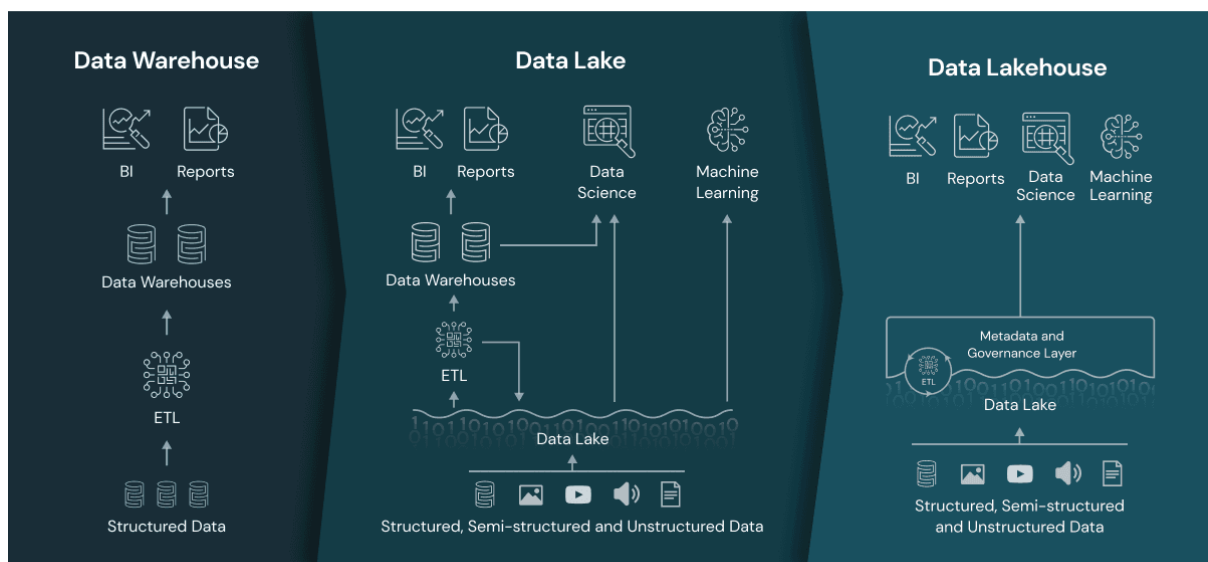 Data Warehouse
BI
Reports
Data Warehouses
ETL
Structured Data
Data Lake
BI
Reports
Data
Science
Machine
Learning
Data Warehouses
ETL
Data Lake
Structured, Semi-structured and Unstructured Data
Data Lakehouse
BI
Reports
Data
Science
Machine
Learning
Metadata and
Governance Layer
ETL
Data Lake
Structured, Semi-structured
and Unstructured Data